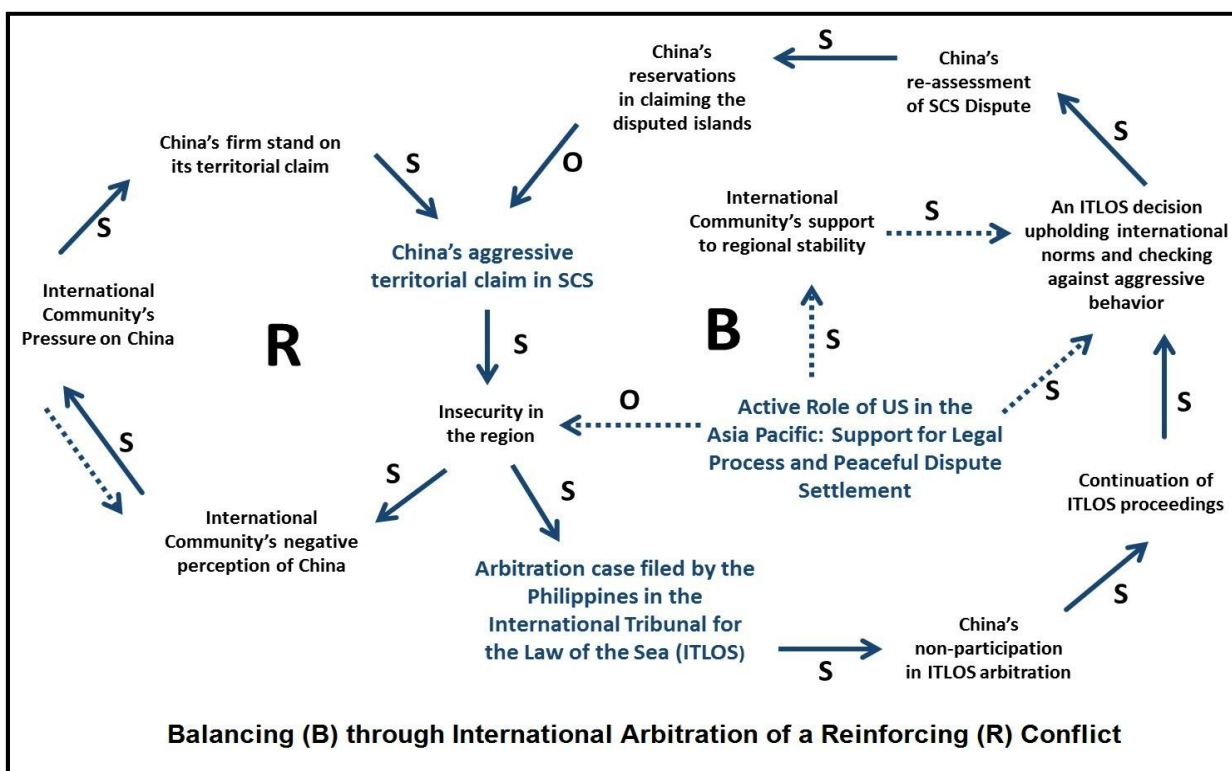 China's
reservations
in claiming the
disputed islands
S
China's
re-assessment
of SCS Dispute
S
China's firm stand on
its territorial claim
S
O
S
International
Community's support
to regional stability
S
An ITLOS decision
upholding international
norms and checking
against aggressive
behavior
China's aggressive
territorial claim in SCS
International
Community's
Pressure on China
R
S
B
S
S
Insecurity in
the region
O
Active Role of US in the
Asia Pacific: Support for Legal
Process and Peaceful Dispute
Settlement
S
S
S
S
Continuation of
ITLOS proceedings
International
Community's negative
perception of China
Arbitration case filed by the
Philippines in the
International Tribunal for
the Law of the Sea (ITLOS)
S
S
China's
non-participation
in ITLOS arbitration
Balancing (B) through International Arbitration of a Reinforcing (R) Conflict